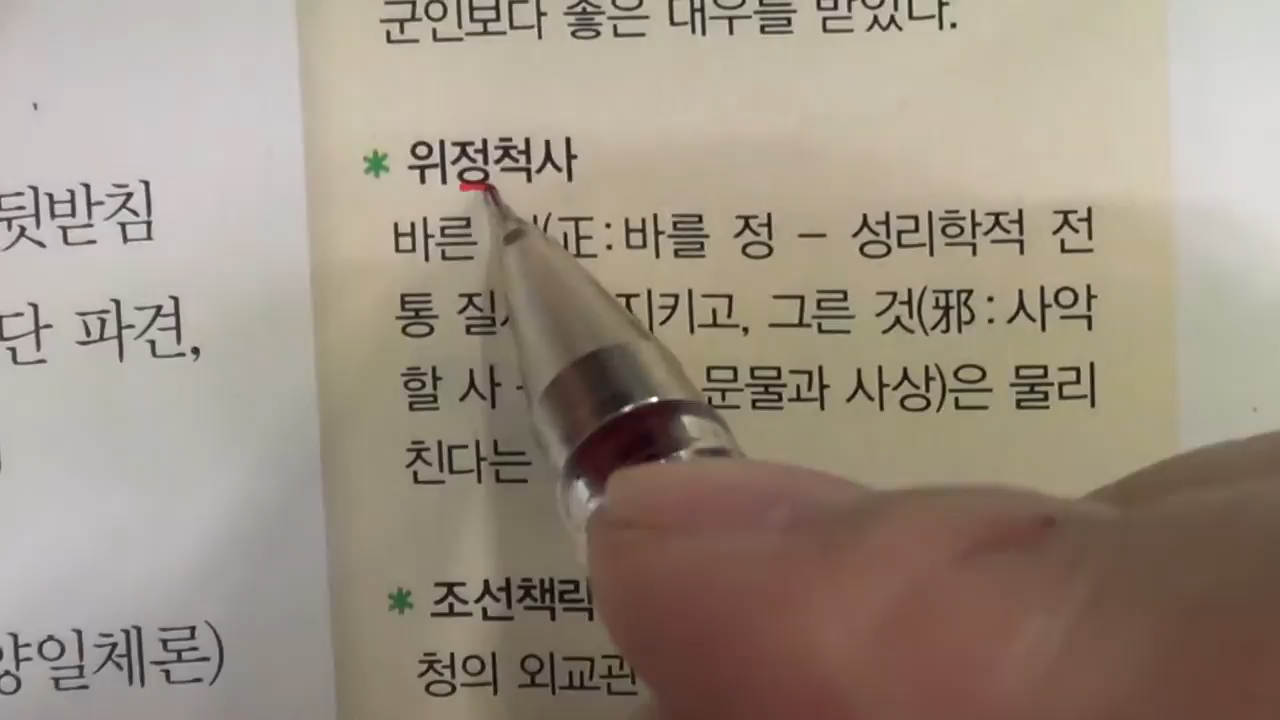 군인보다 좋은 대우를 받았다.
* 위정척사
바른 (正:바를 정 - 성리학적 전
통 질 지키고, 그른 것(邪:사악
할 사 - 문물과 사상)은 물리
친다는
* 조선책략
청의 외교관
뒷받침
단 파견,
양일체론)